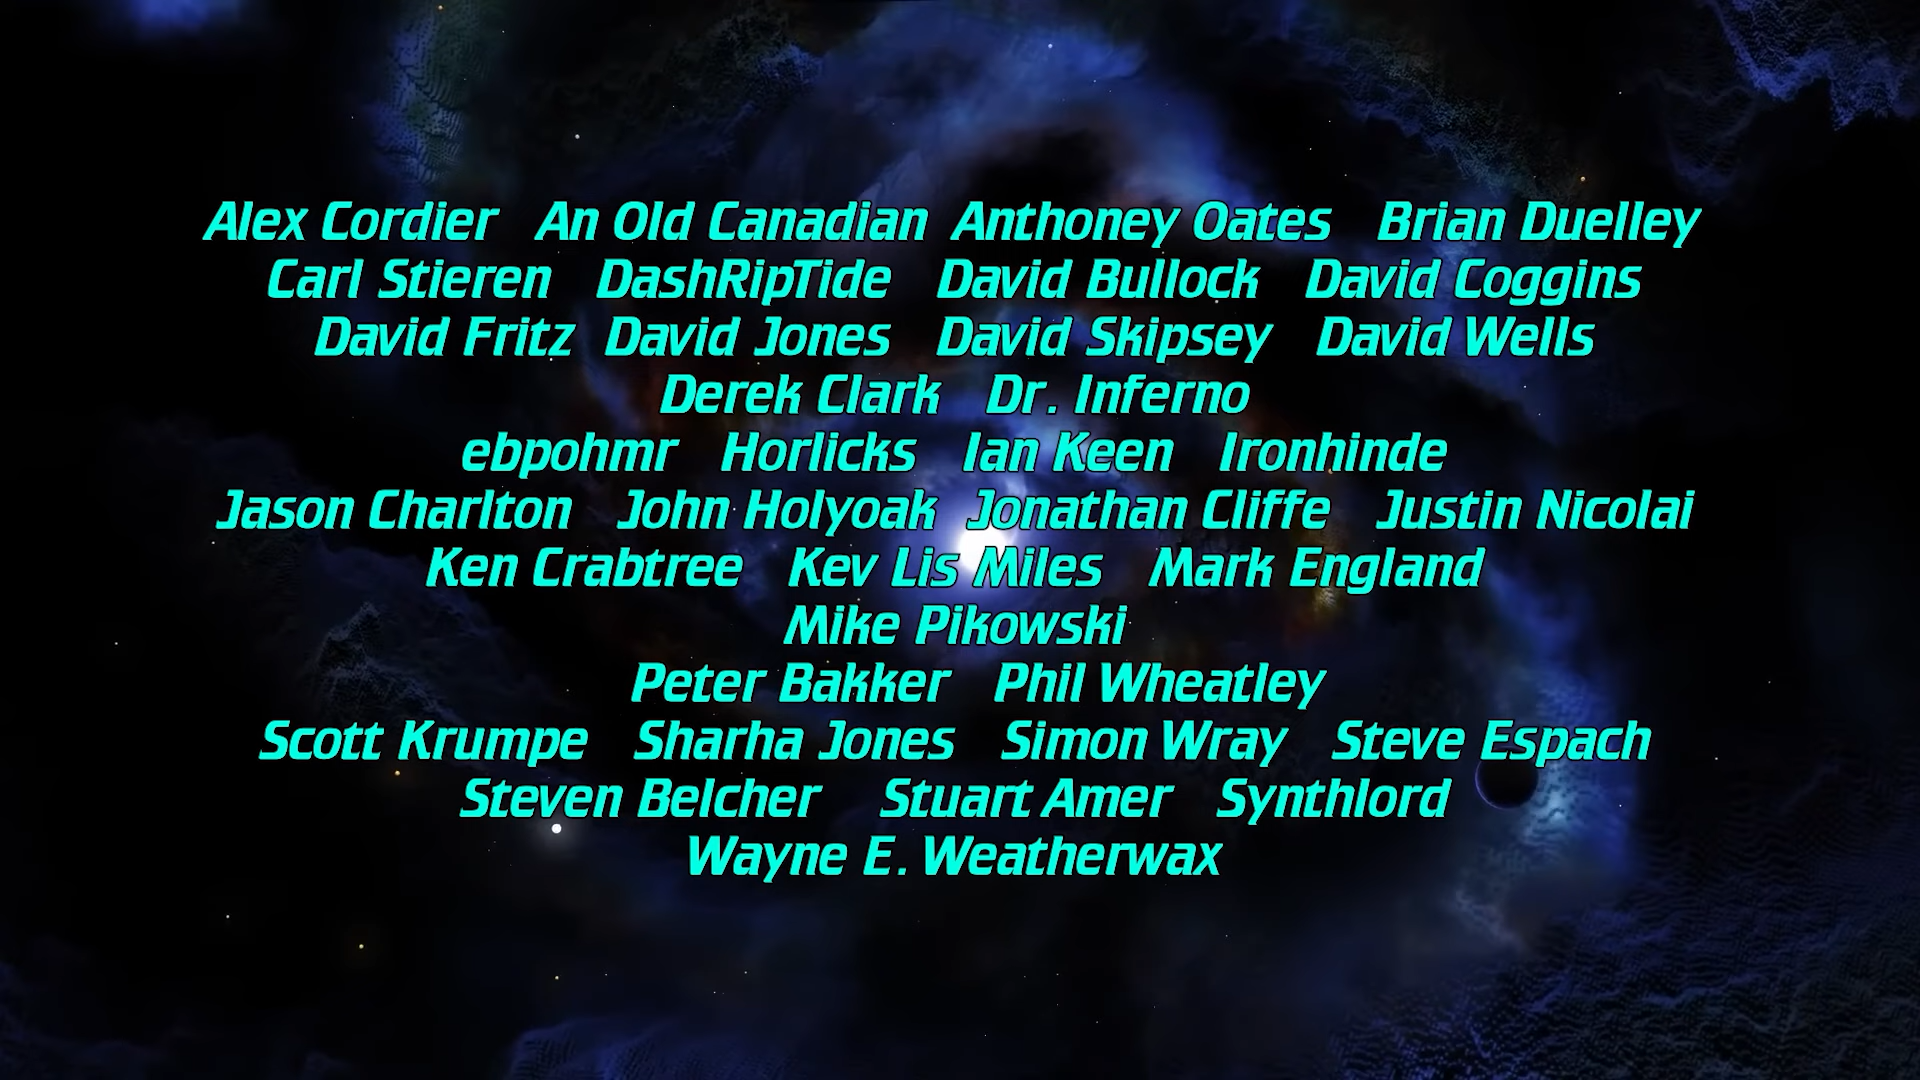 Alex Cordier An Old Canadian Anthoney Oates Brian Duelley
Carl Stieren DashRipTide David Bullock David Coggins
David Fritz David Jones David Skipsey David Wells
Derek Clark Dr. Inferno
ebpohmr Horlicks Ian Keen Ironhinde
Jason Charlton John Holyoak Jonathan Cliffe Justin Nicolai
Ken Crabtree Kev Lis Miles Mark England
Mike Pikowski
Peter Bakker Phil Wheatley
Scott Krumpe Sharha Jones Simon Wray Steve Espach
Steven Belcher Stuart Amer Synthlord
Wayne E. Weatherwax